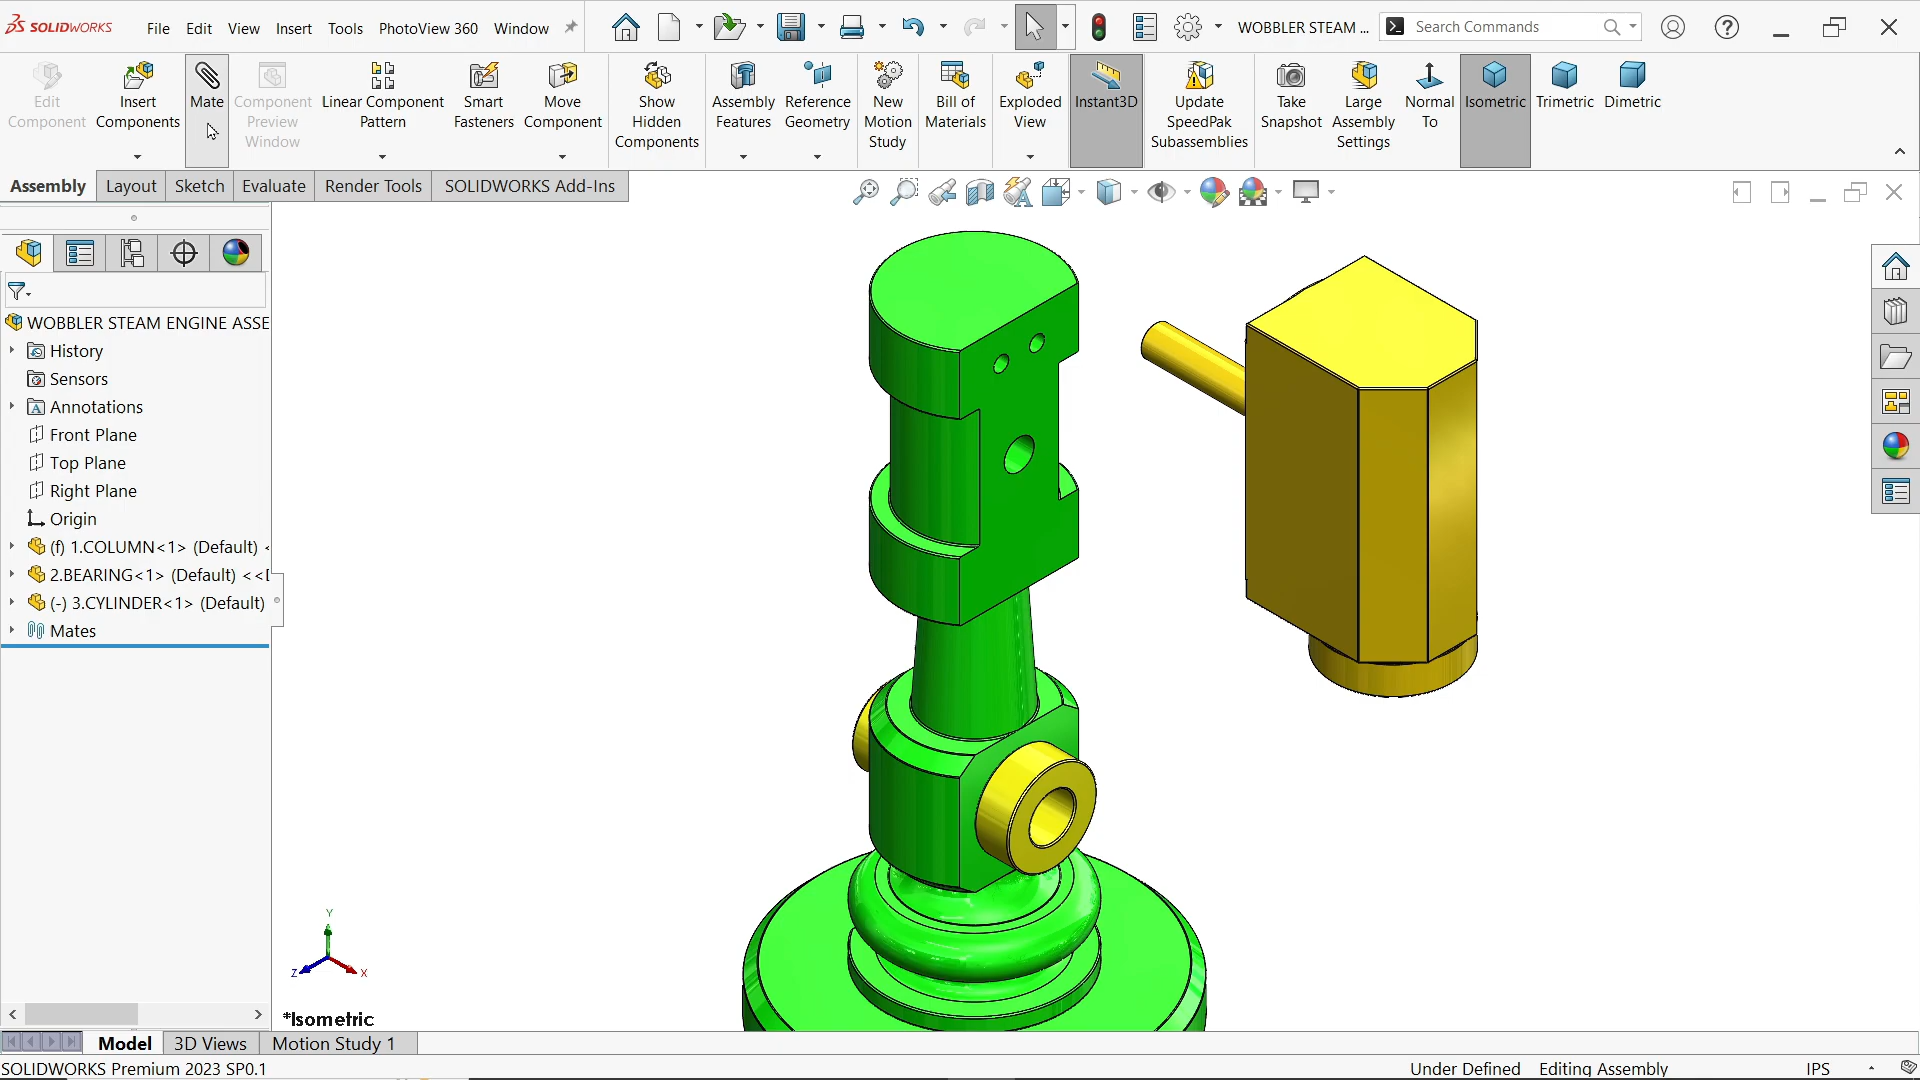 SOLIDWORKS File Edit View Insert Tools PhotoView 360 Window WOBBLER STEAM ... Search Commands
Edit Component
Insert Components
Mate
Component Preview Window
Linear Component Pattern
Smart Fasteners
Move Component
Show Hidden Components
Assembly Features
Reference Geometry
New Motion Study
Bill of Materials
Exploded View
Instant3D
Update SpeedPak Subassemblies
Take Snapshot
Large Assembly Settings
Normal To
Isometric
Trimetric
Dimetric
Assembly Layout Sketch Evaluate Render Tools SOLIDWORKS Add-Ins
WOBBLER STEAM ENGINE ASSE
History
Sensors
Annotations
Front Plane
Top Plane
Right Plane
Origin
(f) 1.COLUMN<1> (Default) <
2.BEARING<1> (Default) <<D
(-) 3.CYLINDER<1> (Default)
Mates
Y
Z X
*Isometric
Model 3D Views Motion Study 1
SOLIDWORKS Premium 2023 SP0.1 Under Defined Editing Assembly IPS